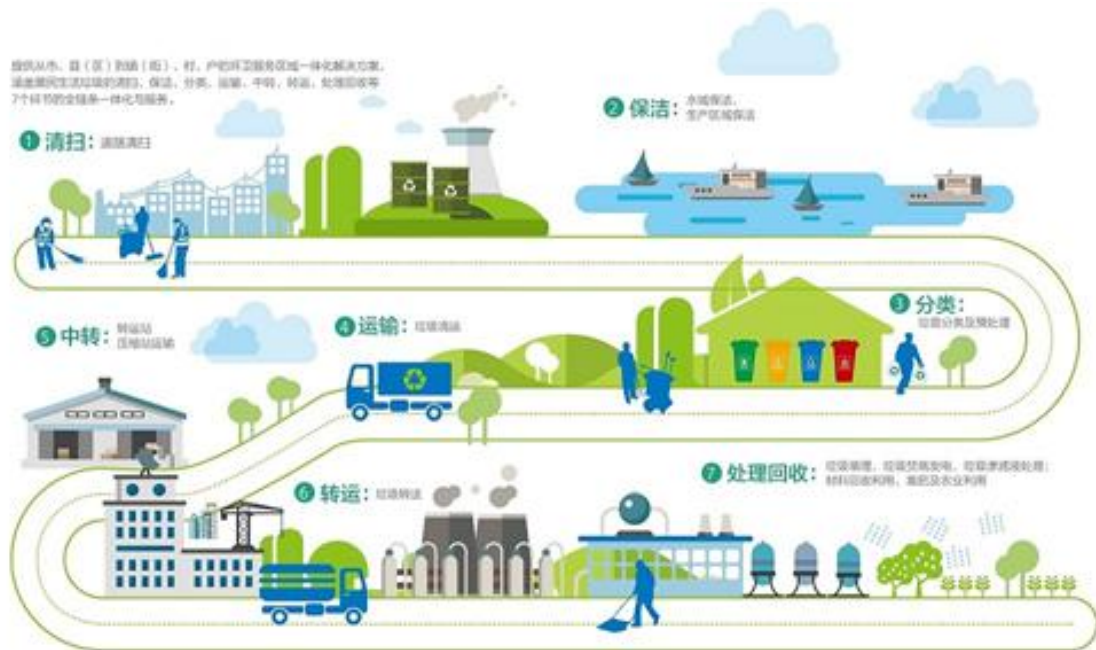 提供从市、县(区)到镇(街)、村、户的环卫服务区域一体化解决方案,
涵盖居民生活垃圾的清扫、保洁、分类、运输、中转、转运、处理回收等
7个环节的全链条一体化与服务。
1 清扫: 道路清扫
2 保洁: 水域保洁、
生产区域保洁
3 分类:
垃圾分类及预处理
4 运输: 垃圾清运
5 中转: 转运站
压缩站运输
6 转运: 垃圾转运
7 处理回收: 垃圾填埋、垃圾焚烧发电、垃圾渗滤液处理;
材料回收利用、堆肥及农业利用